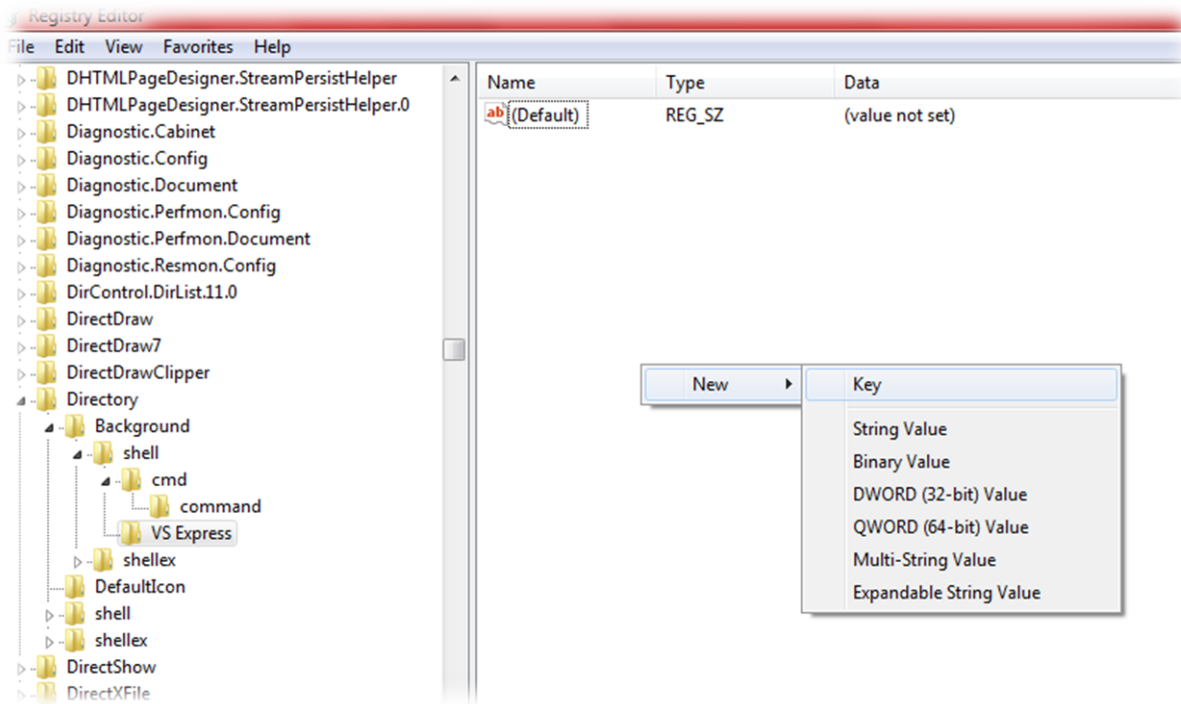 Registry Editor
File Edit View Favorites Help
DHTMLPageDesigner.StreamPersistHelper
DHTMLPageDesigner.StreamPersistHelper.0
Diagnostic.Cabinet
Diagnostic.Config
Diagnostic.Document
Diagnostic.Perfmon.Config
Diagnostic.Perfmon.Document
Diagnostic.Resmon.Config
DirControl.DirList.11.0
DirectDraw
DirectDraw7
DirectDrawClipper
Directory
Background
shell
cmd
command
VS Express
shellex
DefaultIcon
shell
shellex
DirectShow
DirectXFile
Name Type Data
ab (Default) REG_SZ (value not set)
New Key
String Value
Binary Value
DWORD (32-bit) Value
QWORD (64-bit) Value
Multi-String Value
Expandable String Value